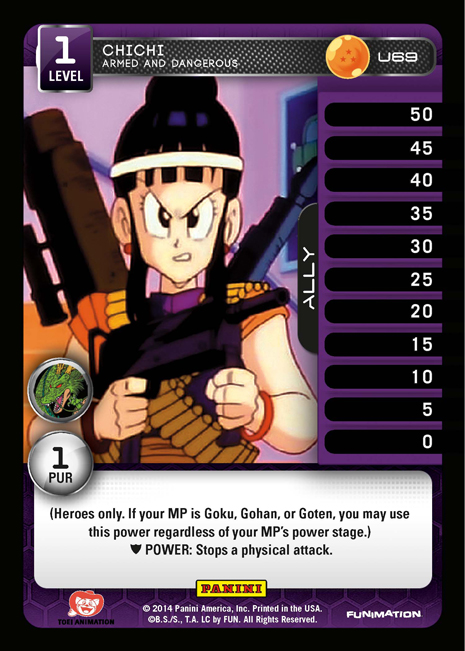 1
LEVEL
CHICHI
ARMED AND DANGEROUS
U69
50
45
40
35
30
25
20
15
10
5
0
ALLY
1
PUR
(Heroes only. If your MP is Goku, Gohan, or Goten, you may use
this power regardless of your MP's power stage.)
POWER: Stops a physical attack.
PANINI
TOEI ANIMATION
© 2014 Panini America, Inc. Printed in the USA.
©B.S./S., T.A. LC by FUN. All Rights Reserved.
FUNIMATION